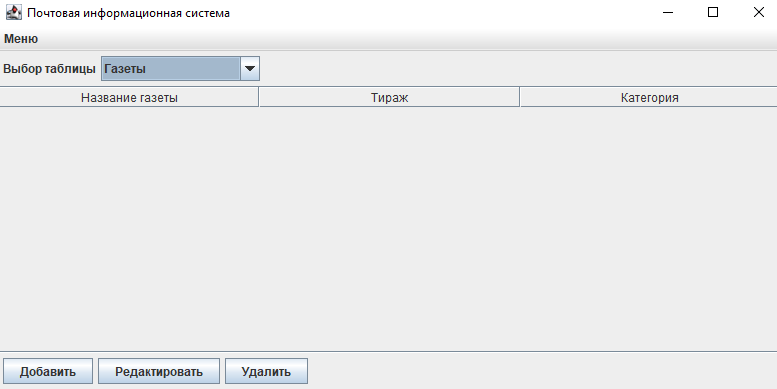 Почтовая информационная система
Меню
Выбор таблицы Газеты
Название газеты Тираж Категория
Добавить Редактировать Удалить